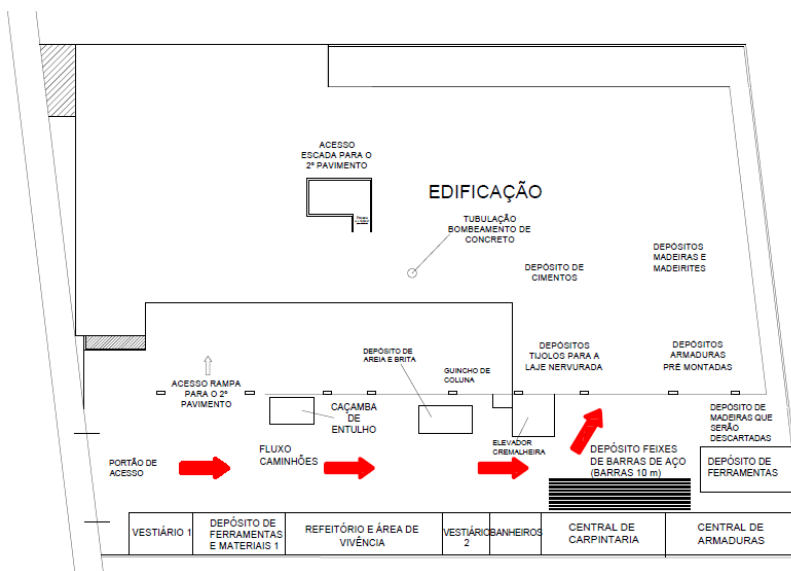 ACESSO
ESCADA PARA O
2º PAVIMENTO
EDIFICAÇÃO
TUBULAÇÃO
BOMBEAMENTO DE
CONCRETO
DEPÓSITO DE
CIMENTOS
DEPÓSITOS
MADEIRAS E
MADEIRITES
DEPÓSITO DE
AREIA E BRITA
DEPÓSITOS
TIJOLOS PARA A
LAJE NERVURADA
DEPÓSITOS
ARMADURAS
PRÉ MONTADAS
GUINCHO DE
COLUNA
ACESSO RAMPA
PARA O 2º
PAVIMENTO
CAÇAMBA
DE
ENTULHO
DEPÓSITO DE
MADEIRAS QUE
SERÃO
DESCARTADAS
ELEVADOR
CREMALHEIRA
PORTÃO DE
ACESSO
FLUXO
CAMINHÕES
DEPÓSITO FEIXES
DE BARRAS DE AÇO
(BARRAS 10 m)
DEPÓSITO DE
FERRAMENTAS
VESTIÁRIO 1
DEPÓSITO DE
FERRAMENTAS
E MATERIAIS 1
REFEITÓRIO E ÁREA DE
VIVÊNCIA
VESTIÁRIO
2
BANHEIROS
CENTRAL DE
CARPINTARIA
CENTRAL DE
ARMADURAS